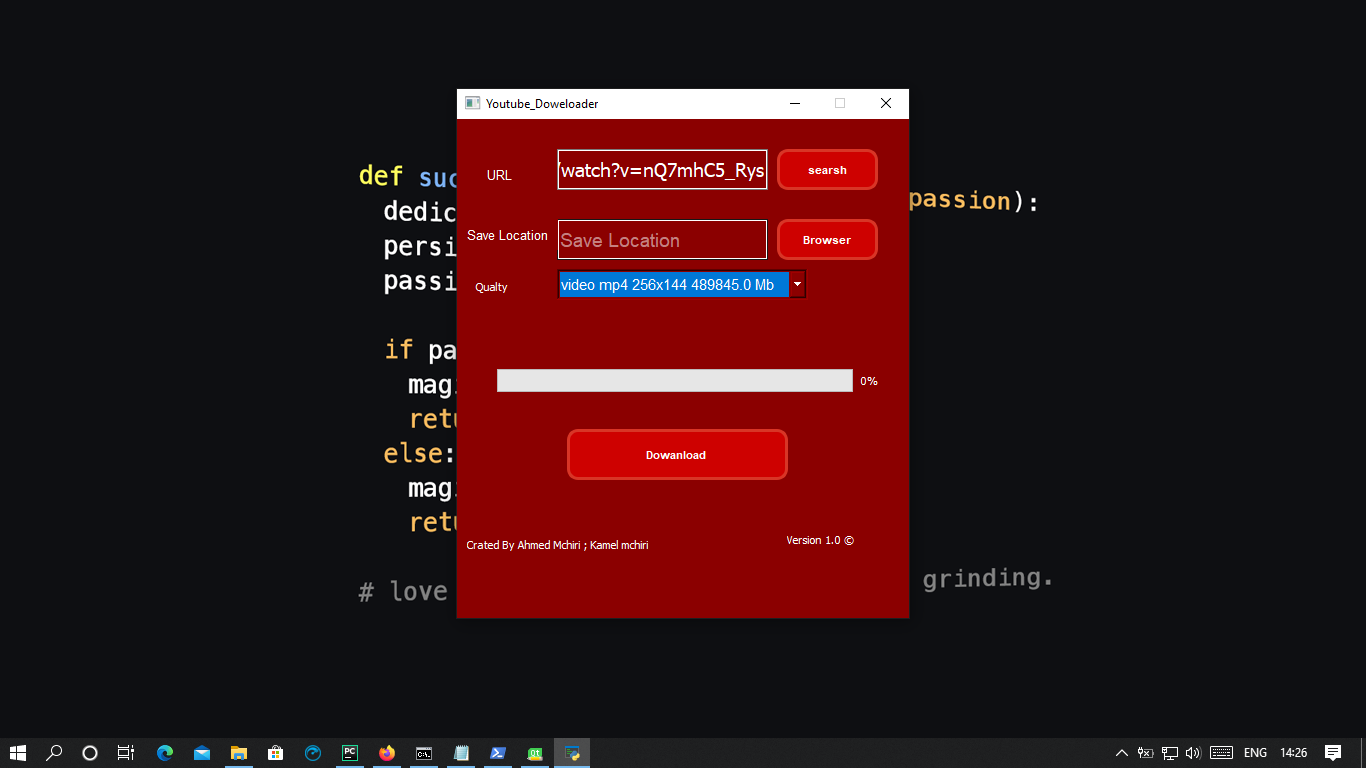 Youtube_Doweloader
URL
/watch?v=nQ7mhC5_Rys
searsh
Save Location
Save Location
Browser
Qualty
video mp4 256x144 489845.0 Mb
0%
Dowanload
Crated By Ahmed Mchiri ; Kamel mchiri
Version 1.0 ©
def suc
passion):
dedic
persi
passi
if pa
mag
retu
else:
mag
retu
# love
grinding.
PC
C:\.
Qt
ENG
14:26